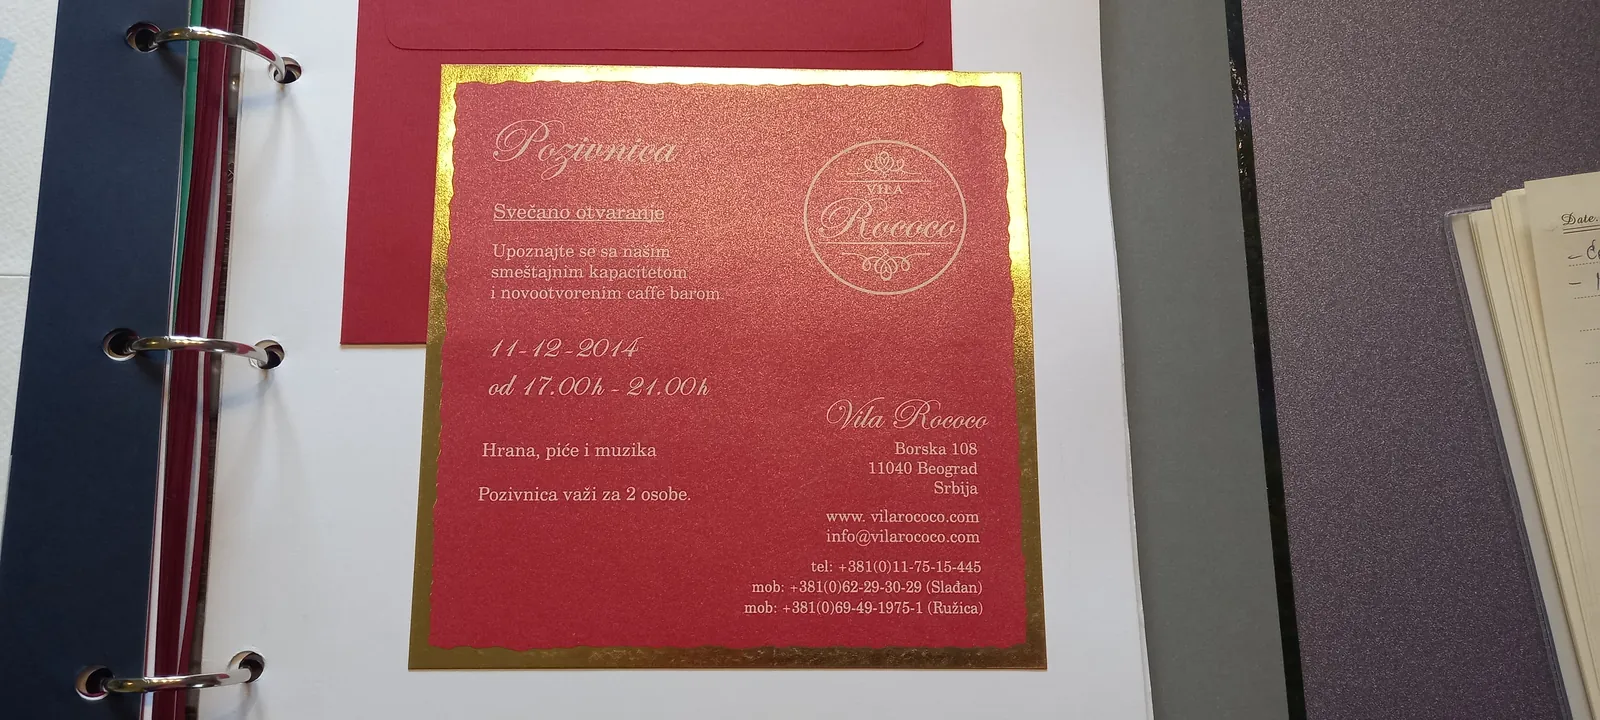 Pozivnica
Svečano otvaranje
Upoznajte se sa našim
smeštajnim kapacitetom
i novootvorenim caffe barom.
11-12-2014
od 17.00h - 21.00h
Hrana, piće i muzika
Pozivnica važi za 2 osobe.
VILA
Rococo
Vila Rococo
Borska 108
11040 Beograd
Srbija
www. vilarococo.com
info@vilarococo.com
tel: +381(0)11-75-15-445
mob: +381(0)62-29-30-29 (Slađan)
mob: +381(0)69-49-1975-1 (Ružica)
Date..